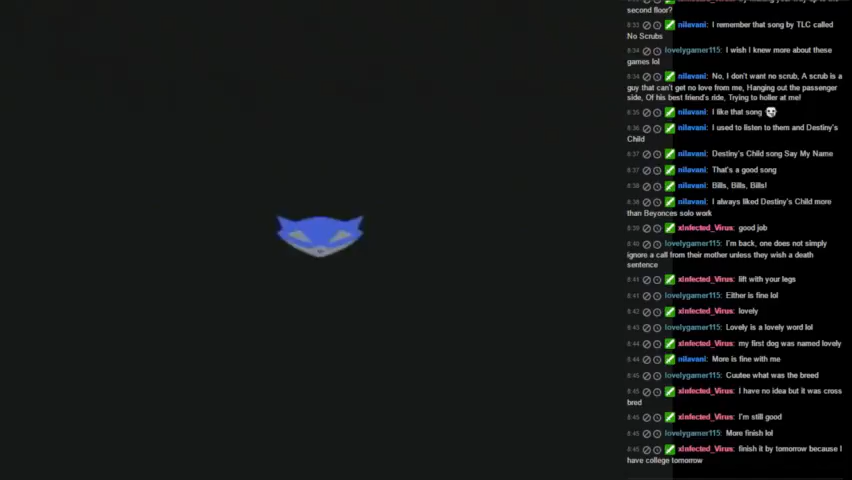 second floor?
8:33 nilavani: I remember that song by TLC called
No Scrubs
8:34 lovelygamer115: I wish I knew more about these
games lol
8:34 nilavani: No, I don't want no scrub, A scrub is a
guy that can't get no love from me, Hanging out the passenger
side, Of his best friend's ride, Trying to holler at me!
8:35 nilavani: I like that song
8:36 nilavani: I used to listen to them and Destiny's
Child
8:37 nilavani: Destiny's Child song Say My Name
8:37 nilavani: That's a good song
8:38 nilavani: Bills, Bills, Bills!
8:38 nilavani: I always liked Destiny's Child more
than Beyonces solo work
8:39 xInfected_Virus: good job
8:40 lovelygamer115: I'm back, one does not simply
ignore a call from their mother unless they wish a death
sentence
8:41 xInfected_Virus: lift with your legs
8:41 lovelygamer115: Either is fine lol
8:42 xInfected_Virus: lovely
8:43 lovelygamer115: Lovely is a lovely word lol
8:44 xInfected_Virus: my first dog was named lovely
8:44 nilavani: More is fine with me
8:45 lovelygamer115: Cuutee what was the breed
8:45 xInfected_Virus: I have no idea but it was cross
bred
8:45 xInfected_Virus: I'm still good
8:45 lovelygamer115: More finish lol
8:45 xInfected_Virus: finish it by tomorrow because I
have college tomorrow